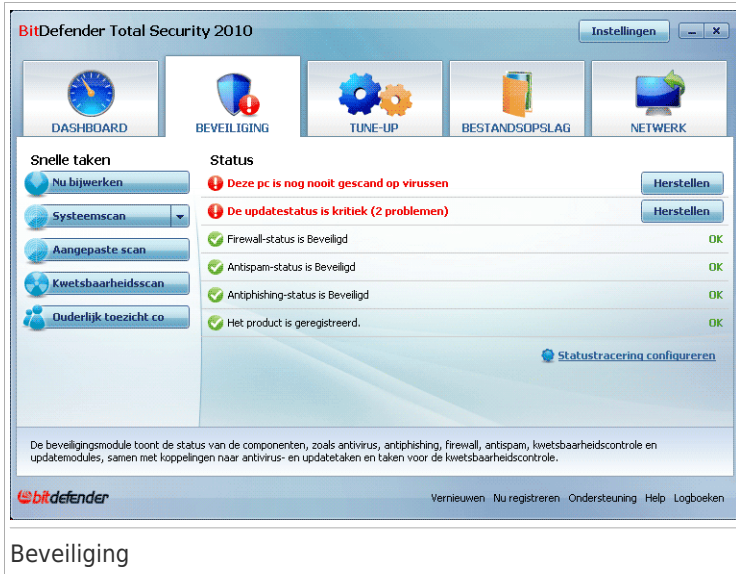 BitDefender Total Security 2010
Instellingen
DASHBOARD
BEVEILIGING
TUNE-UP
BESTANDSOPSLAG
NETWERK
Snelle taken
Nu bijwerken
Systeemscan
Aangepaste scan
Kwetsbaarheidsscan
Ouderlijk toezicht co
Status
Deze pc is nog nooit gescand op virussen
Herstellen
De updatestatus is kritiek (2 problemen)
Herstellen
Firewall-status is Beveiligd OK
Antispam-status is Beveiligd OK
Antiphishing-status is Beveiligd OK
Het product is geregistreerd. OK
Statustracering configureren
De beveiligingsmodule toont de status van de componenten, zoals antivirus, antiphishing, firewall, antispam, kwetsbaarheidscontrole en
updatemodules, samen met koppelingen naar antivirus- en updatetaken en taken voor de kwetsbaarheidscontrole.
bitdefender
Vernieuwen Nu registreren Ondersteuning Help Logboeken
Beveiliging